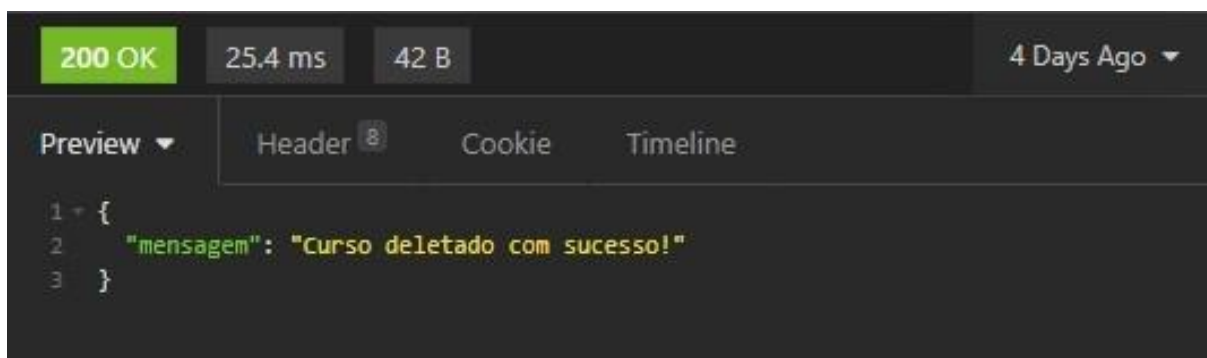 200 OK 25.4 ms 42 B 4 Days Ago
Preview Header 8 Cookie Timeline
1 {
2 "mensagem": "Curso deletado com sucesso!"
3 }